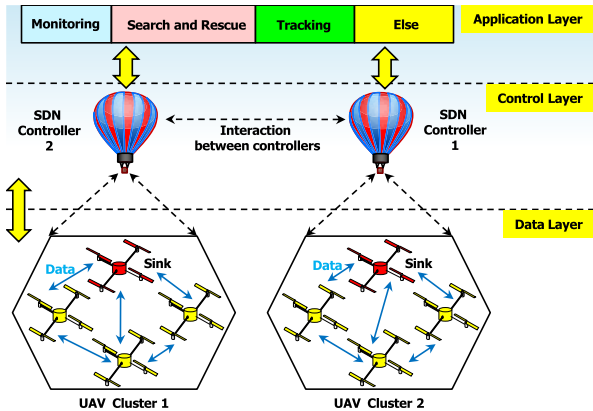 Monitoring
Search and Rescue
Tracking
Else
Application Layer
Control Layer
SDN
Controller
2
Interaction
between controllers
SDN
Controller
1
Data Layer
Data
Sink
Data
Sink
UAV Cluster 1
UAV Cluster 2